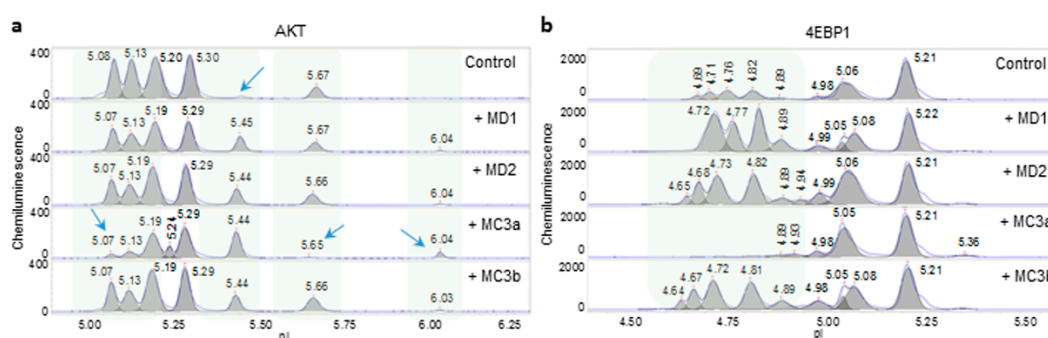 a AKT
400 5.08 5.13 5.20 5.30 5.67 Control
0
400 5.07 5.13 5.19 5.29 5.45 5.67 6.04 + MD1
0
400 5.07 5.13 5.19 5.29 5.44 5.66 6.04 + MD2
0
400 5.07 5.13 5.19 5.24 5.29 5.44 5.65 6.04 + MC3a
0
400 5.07 5.13 5.19 5.29 5.44 5.66 6.03 + MC3b
0
Chemiluminescence
5.00 5.25 5.50 5.75 6.00 6.25
pI
b 4EBP1
2000 4.69 4.71 4.76 4.82 4.89 4.98 5.06 5.21 Control
0
2000 4.72 4.77 4.89 4.99 5.05 5.08 5.22 + MD1
0
2000 4.65 4.68 4.73 4.82 4.89 4.94 4.99 5.06 5.21 + MD2
0
2000 4.89 4.93 4.98 5.05 5.21 5.36 + MC3a
0
2000 4.64 4.67 4.72 4.81 4.89 4.98 5.05 5.08 5.21 + MC3b
0
Chemiluminescence
4.50 4.75 5.00 5.25 5.50
pI